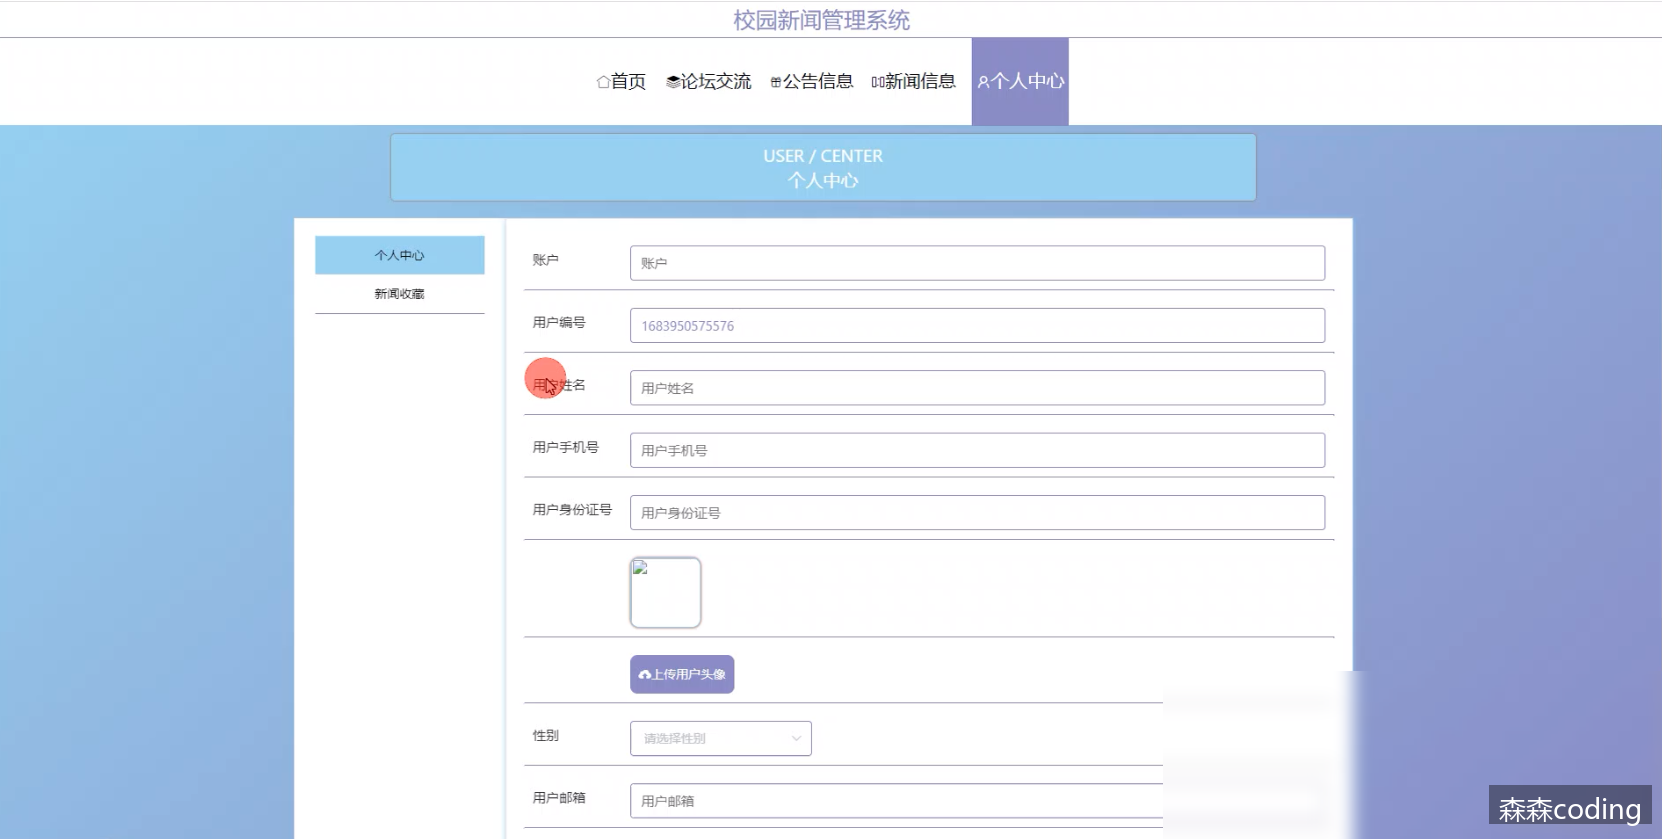 校园新闻管理系统
首页 论坛交流 公告信息 新闻信息 个人中心
USER / CENTER
个人中心
个人中心
新闻收藏
账户 账户
用户编号 1683950575576
用户姓名 用户姓名
用户手机号 用户手机号
用户身份证号 用户身份证号
上传用户头像
性别 请选择性别
用户邮箱 用户邮箱
森森coding